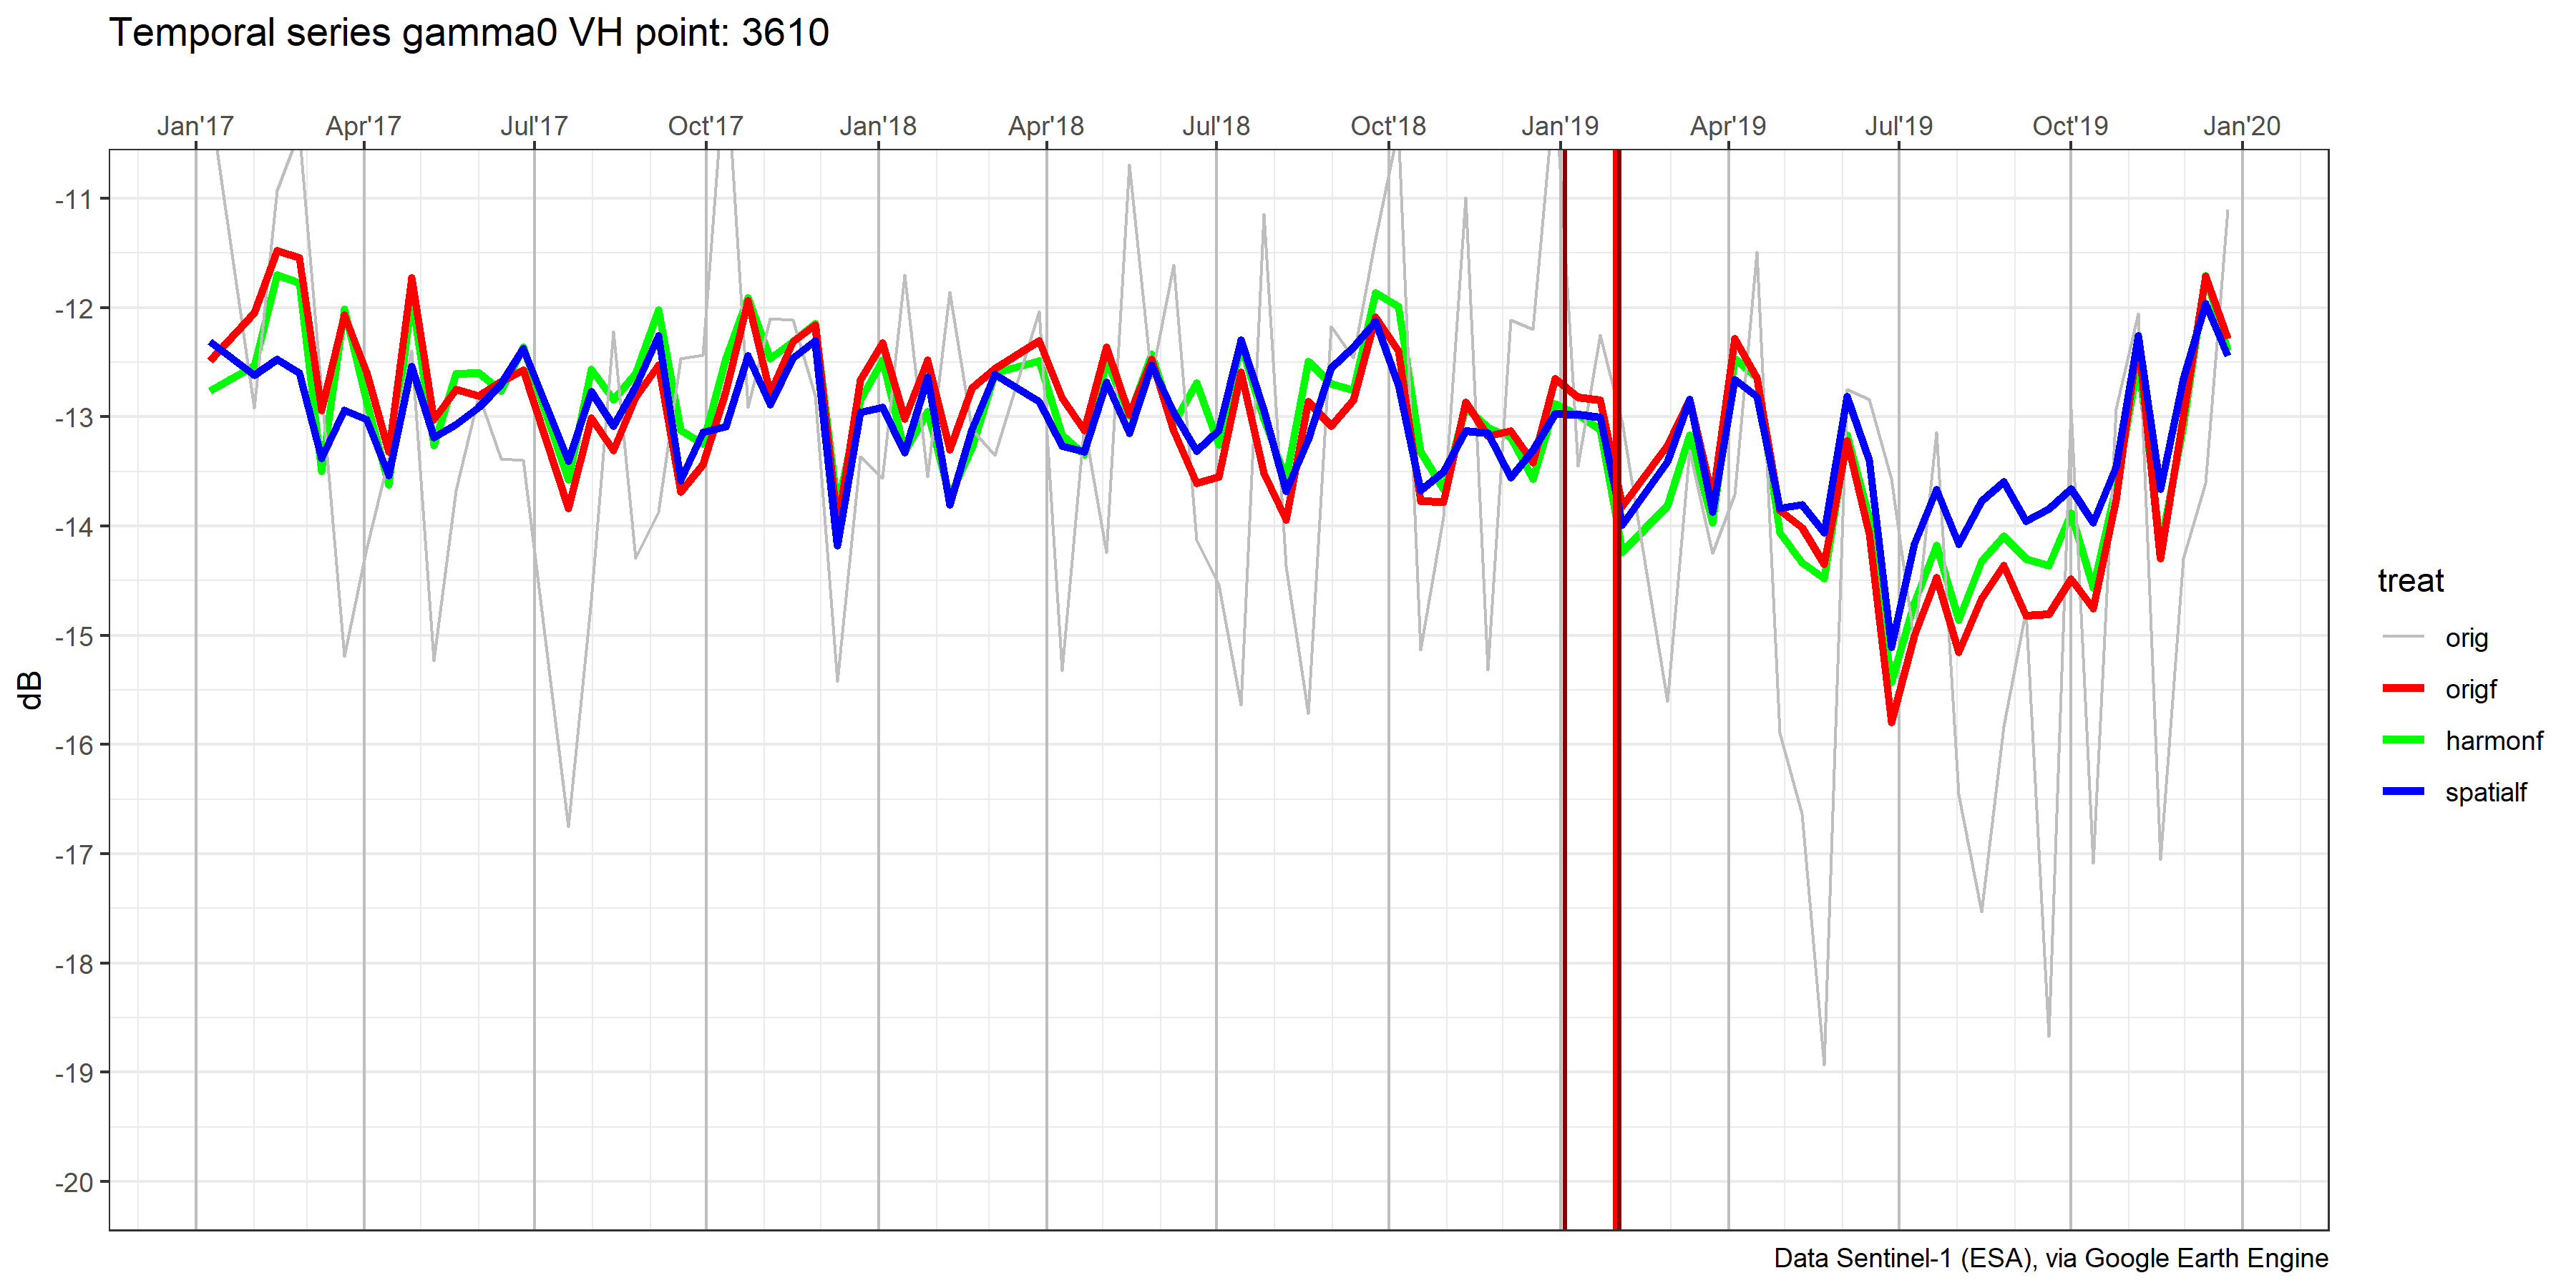 Temporal series gamma0 VH point: 3610
Jan'17 Apr'17 Jul'17 Oct'17 Jan'18 Apr'18 Jul'18 Oct'18 Jan'19 Apr'19 Jul'19 Oct'19 Jan'20
-11
-12
-13
-14
-15
-16
-17
-18
-19
-20
dB
treat
orig
origf
harmonf
spatialf
Data Sentinel-1 (ESA), via Google Earth Engine